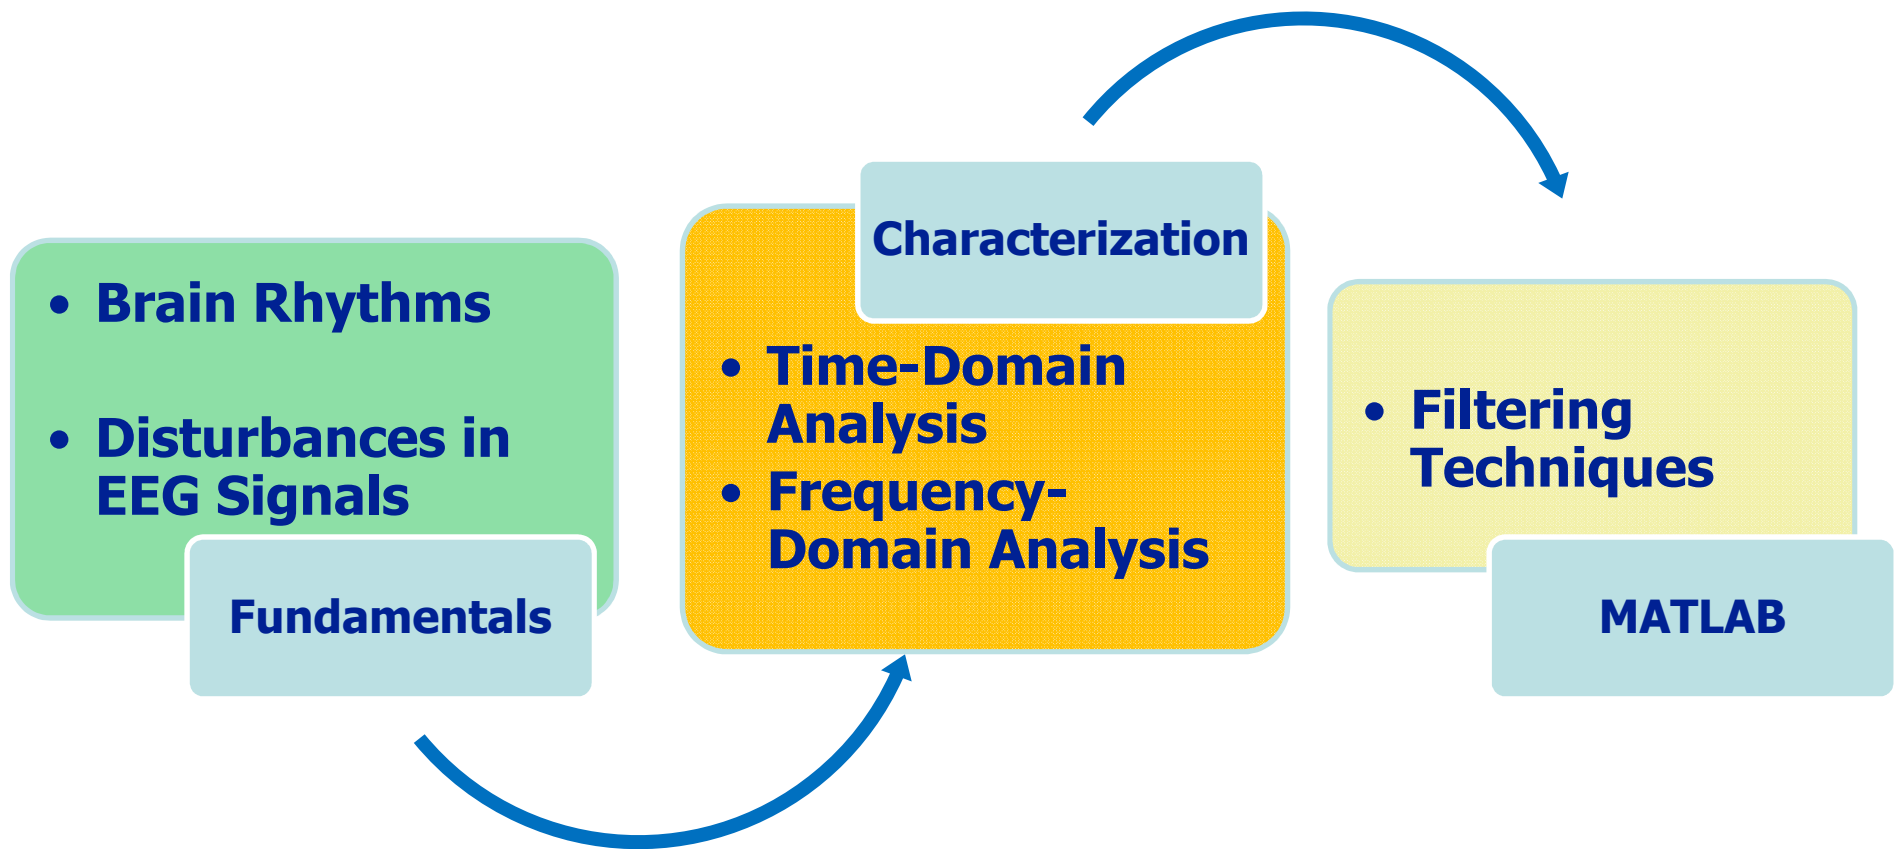 • Brain Rhythms
• Disturbances in
EEG Signals
Fundamentals
Characterization
• Time-Domain
Analysis
• Frequency-
Domain Analysis
• Filtering
Techniques
MATLAB